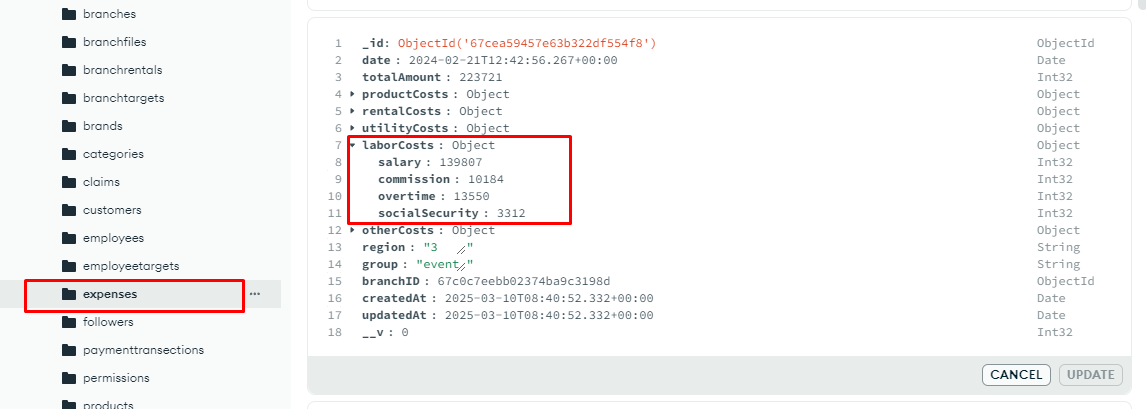 branches
branchfiles
branchrentals
branchtargets
brands
categories
claims
customers
employees
employeetargets
expenses ...
followers
paymenttransections
permissions
products
1 _id: ObjectId('67cea59457e63b322df554f8') ObjectId
2 date : 2024-02-21T12:42:56.267+00:00 Date
3 totalAmount : 223721 Int32
4 productCosts : Object Object
5 rentalCosts : Object Object
6 utilityCosts : Object Object
7 laborCosts : Object Object
8 salary : 139807 Int32
9 commission : 10184 Int32
10 overtime : 13550 Int32
11 socialSecurity : 3312 Int32
12 otherCosts : Object Object
13 region : "3 " String
14 group : "event " String
15 branchID : 67c0c7eebb02374ba9c3198d ObjectId
16 createdAt : 2025-03-10T08:40:52.332+00:00 Date
17 updatedAt : 2025-03-10T08:40:52.332+00:00 Date
18 __v : 0 Int32
CANCEL UPDATE